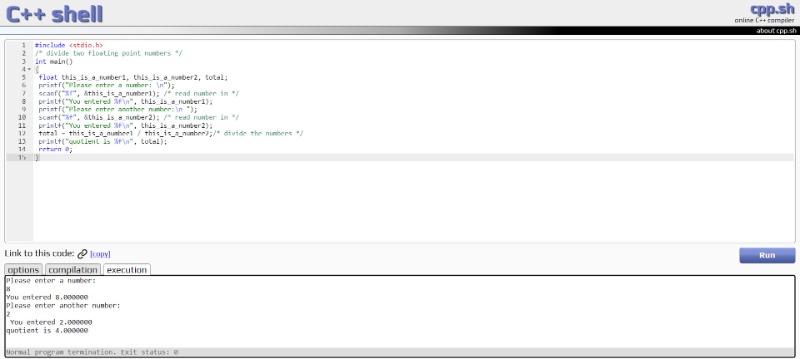 C++ shell
cpp.sh
online C++ compiler
about cpp.sh
1 #include <stdio.h>
2 /* divide two floating point numbers */
3 int main()
4 {
5 float this_is_a_number1, this_is_a_number2, total;
6 printf("Please enter a number: \n");
7 scanf("%f", &this_is_a_number1); /* read number in */
8 printf("You entered %f\n", this_is_a_number1);
9 printf("Please enter another number:\n ");
10 scanf("%f", &this_is_a_number2); /* read number in */
11 printf("You entered %f\n", this_is_a_number2);
12 total = this_is_a_number1 / this_is_a_number2;/* divide the numbers */
13 printf("quotient is %f\n", total);
14 return 0;
15 }
Link to this code: [copy]
Run
options compilation execution
Please enter a number:
8
You entered 8.000000
Please enter another number:
2
You entered 2.000000
quotient is 4.000000
Normal program termination. Exit status: 0